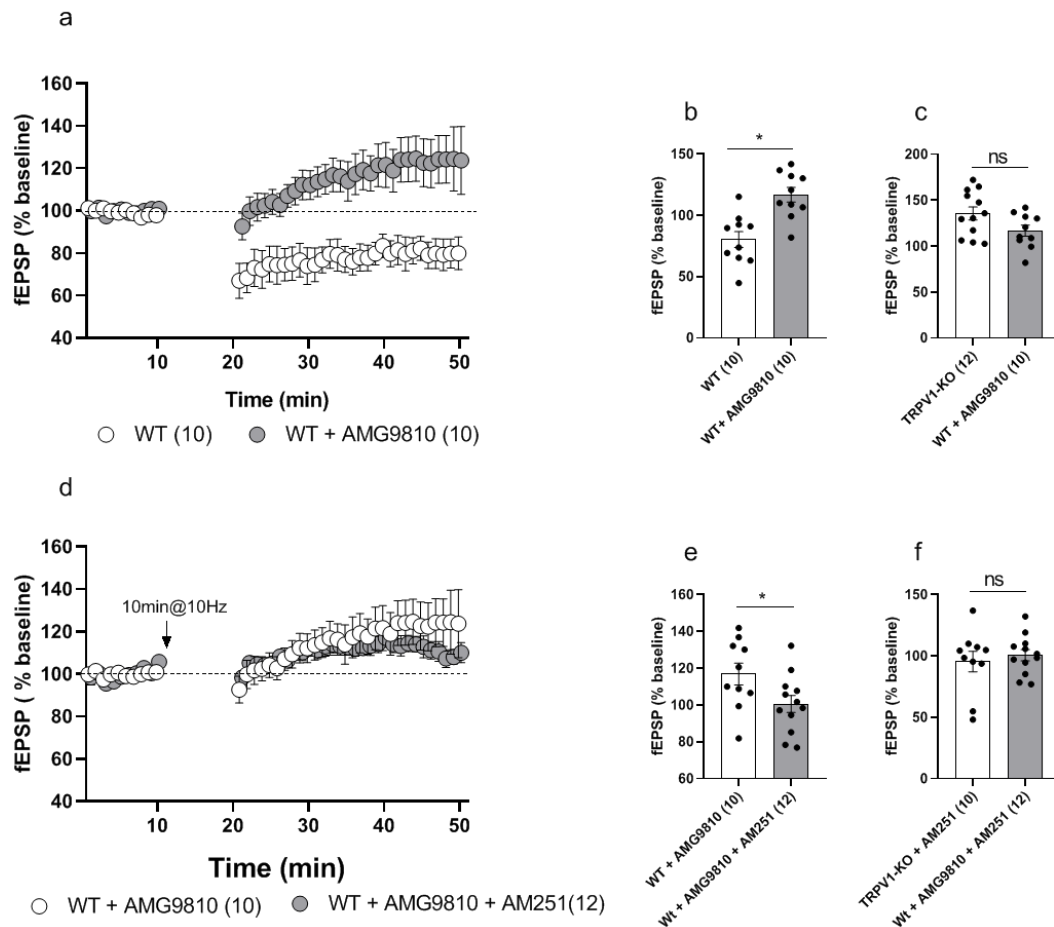 a
160
140
120
100
80
60
40
fEPSP (% baseline)
10
20
30
40
50
Time (min)
WT (10)
WT + AMG9810 (10)
b
*
150
100
50
0
fEPSP (% baseline)
WT (10)
WT+ AMG9810 (10)
c
ns
200
150
100
50
0
fEPSP (% baseline)
TRPV1-KO (12)
WT + AMG9810 (10)
d
160
140
120
100
80
60
40
fEPSP ( % baseline)
10min@10Hz
10
20
30
40
50
Time (min)
WT + AMG9810 (10)
WT + AMG9810 + AM251(12)
e
*
160
140
120
100
80
60
fEPSP (% baseline)
WT + AMG9810 (10)
Wt + AMG9810 + AM251 (12)
f
ns
150
100
50
0
fEPSP (% baseline)
TRPV1-KO + AM251 (10)
Wt + AMG9810 + AM251 (12)